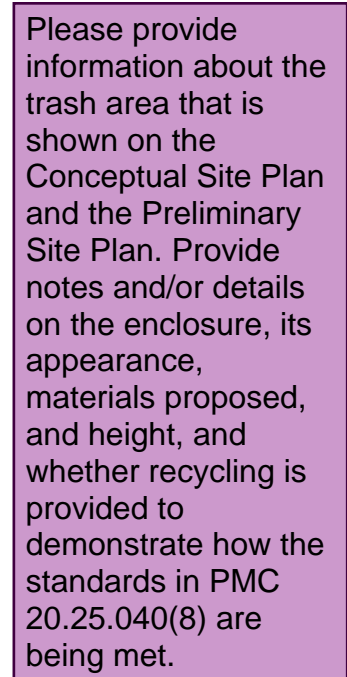 Please provide
information about the
trash area that is
shown on the
Conceptual Site Plan
and the Preliminary
Site Plan. Provide
notes and/or details
on the enclosure, its
appearance,
materials proposed,
and height, and
whether recycling is
provided to
demonstrate how the
standards in PMC
20.25.040(8) are
being met.